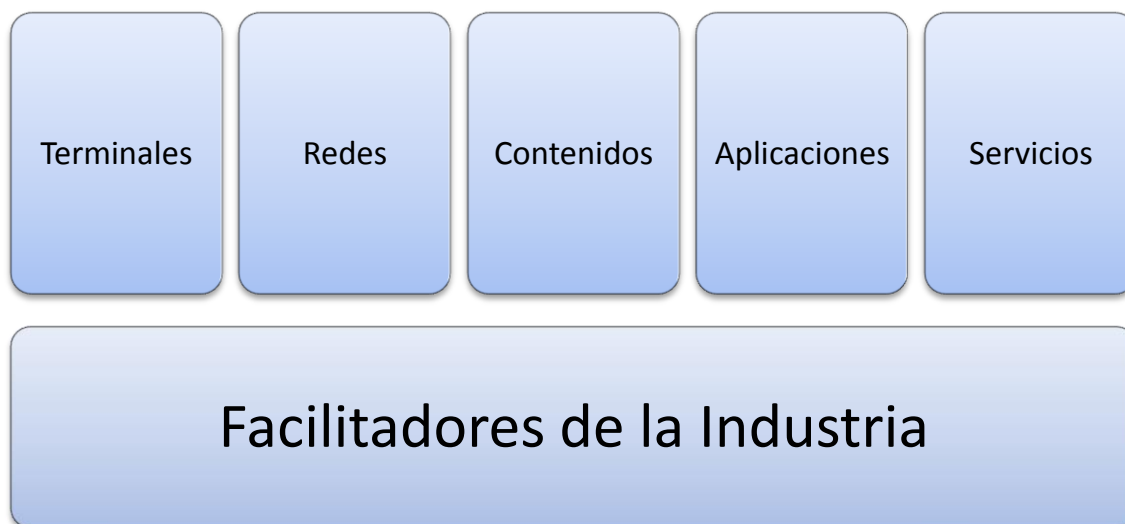 Terminales
Redes
Contenidos
Aplicaciones
Servicios
Facilitadores de la Industria